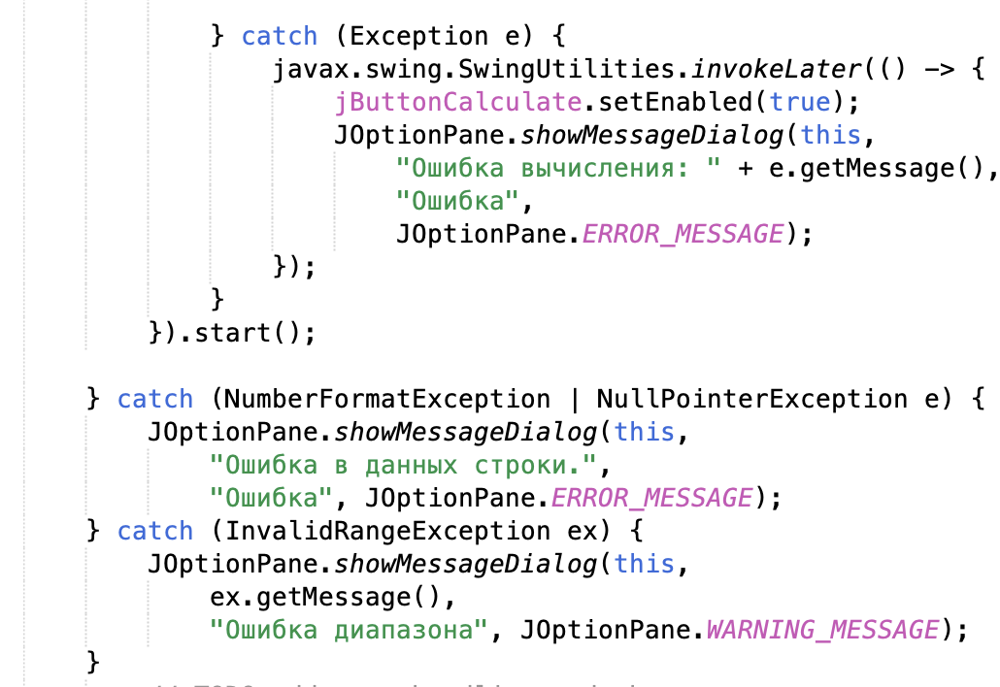 } catch (Exception e) {
javax.swing.SwingUtilities.invokeLater(() -> {
jButtonCalculate.setEnabled(true);
JOptionPane.showMessageDialog(this,
"Ошибка вычисления: " + e.getMessage(),
"Ошибка",
JOptionPane.ERROR_MESSAGE);
});
}
}).start();
} catch (NumberFormatException | NullPointerException e) {
JOptionPane.showMessageDialog(this,
"Ошибка в данных строки.",
"Ошибка", JOptionPane.ERROR_MESSAGE);
} catch (InvalidRangeException ex) {
JOptionPane.showMessageDialog(this,
ex.getMessage(),
"Ошибка диапазона", JOptionPane.WARNING_MESSAGE);
}